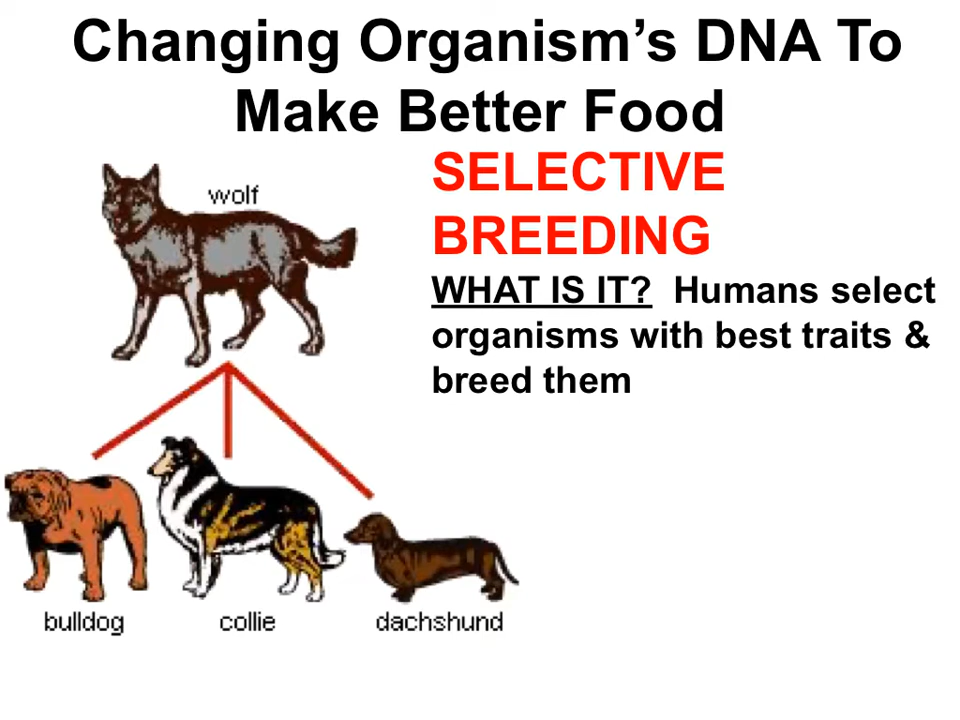 Changing Organism’s DNA To
Make Better Food
SELECTIVE
BREEDING
WHAT IS IT? Humans select
organisms with best traits &
breed them
wolf
bulldog
collie
dachshund